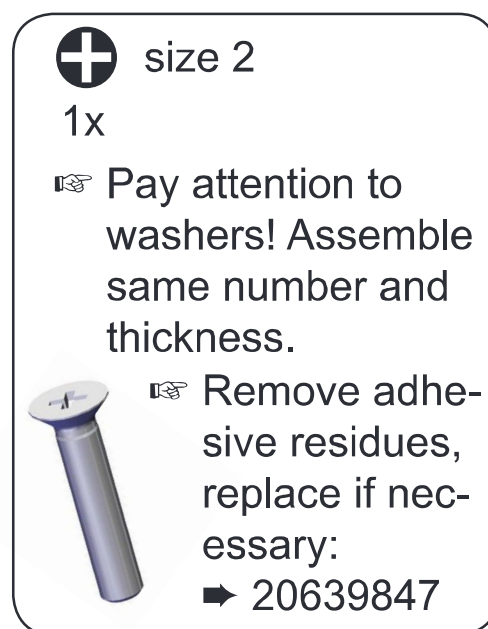 size 2
1x
☞ Pay attention to
washers! Assemble
same number and
thickness.
☞ Remove adhe-
sive residues,
replace if nec-
essary:
➨ 20639847